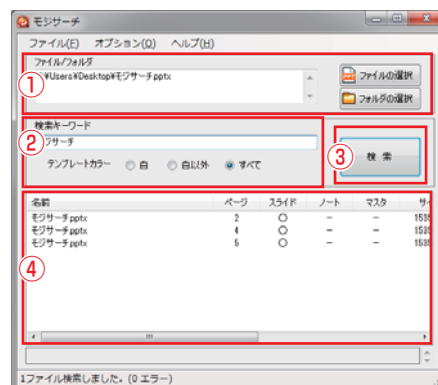 モジサーチ
ファイル(F) オプション(O) ヘルプ(H)
ファイル/フォルダ
① ¥Users¥Desktop¥モジサーチ.pptx
ファイルの選択
フォルダの選択
検索キーワード
② ジサーチ
テンプレートカラー 白 白以外 すべて
③ 検 索
名前 ページ スライド ノート マスタ サイ
モジサーチ.pptx 2 ○ - - 1535
モジサーチ.pptx 4 ○ - - 1535
モジサーチ.pptx 5 ○ - - 1535
④
1ファイル検索しました。(0 エラー)